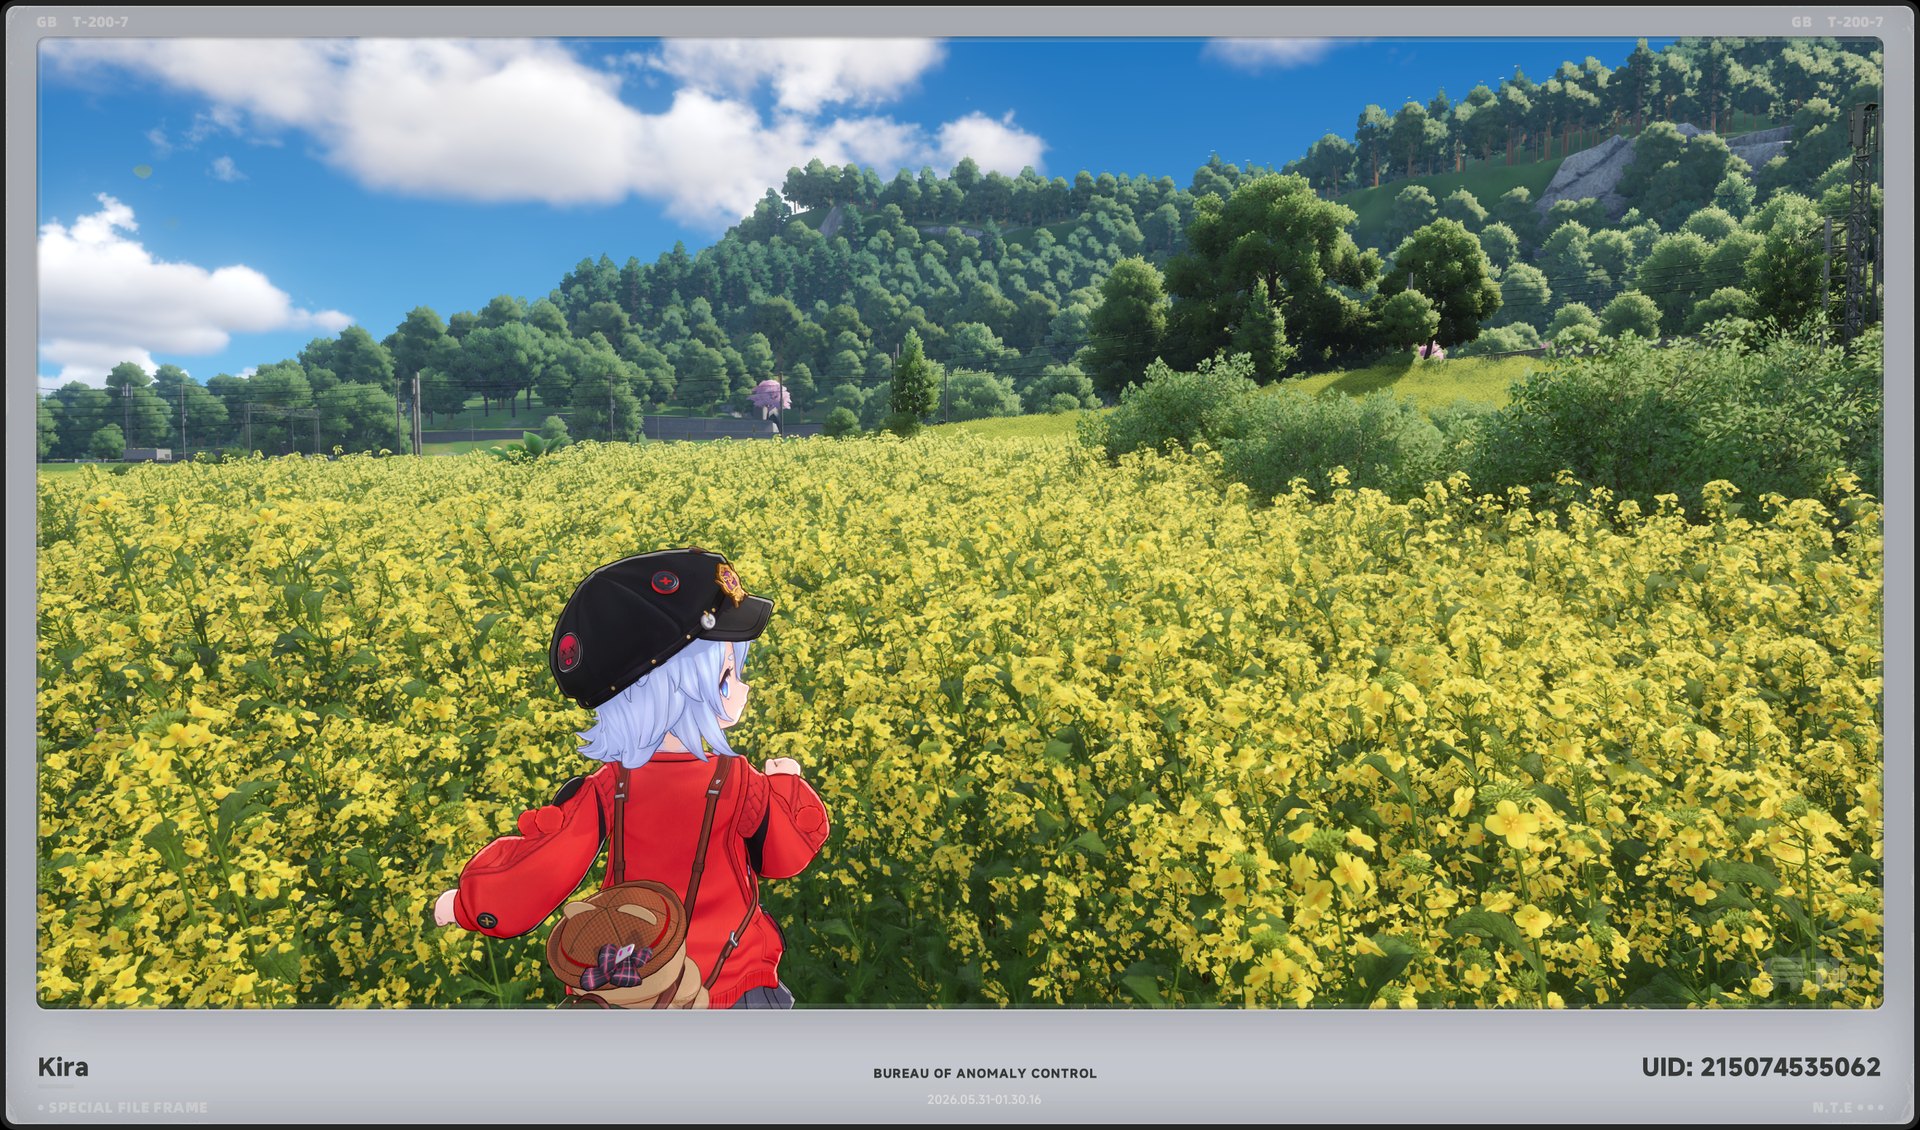 GB T-200-7
GB T-200-7
Kira
BUREAU OF ANOMALY CONTROL
UID: 215074535062
2026.05.31-01.30.16
• SPECIAL FILE FRAME
N.T.E •••